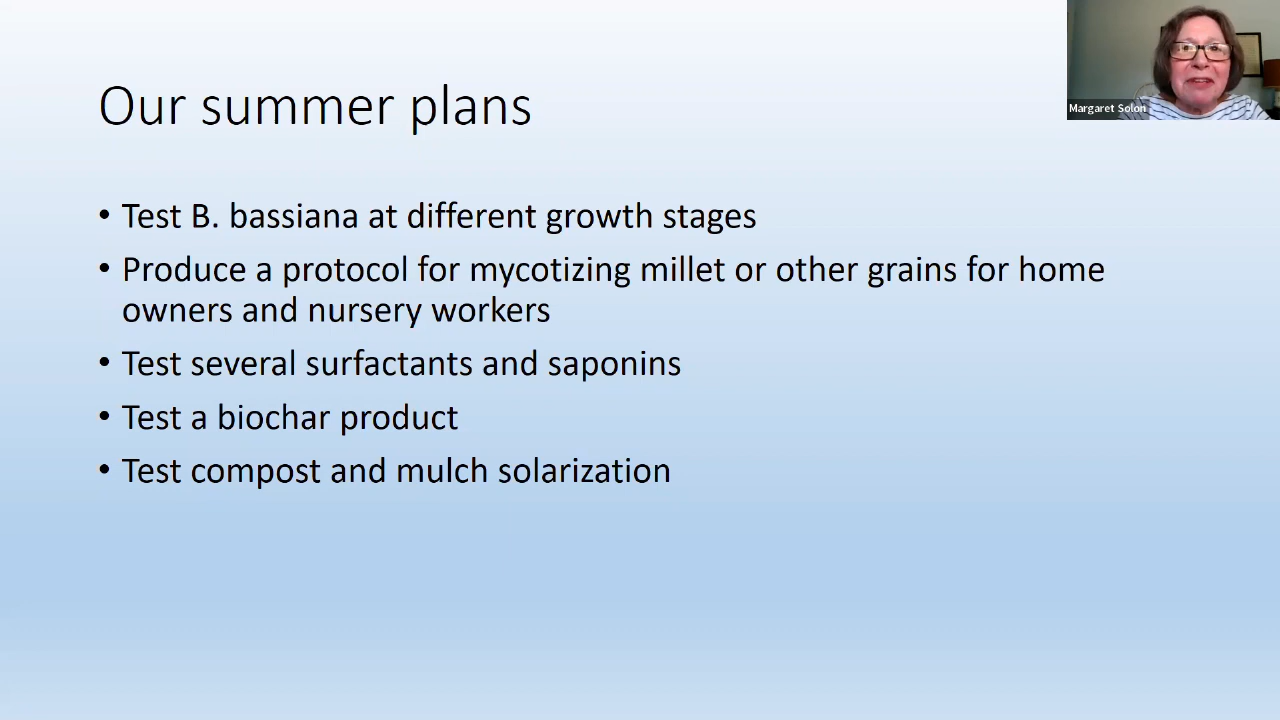 Our summer plans
Margaret Solon
• Test B. bassiana at different growth stages
• Produce a protocol for mycotizing millet or other grains for home
owners and nursery workers
• Test several surfactants and saponins
• Test a biochar product
• Test compost and mulch solarization